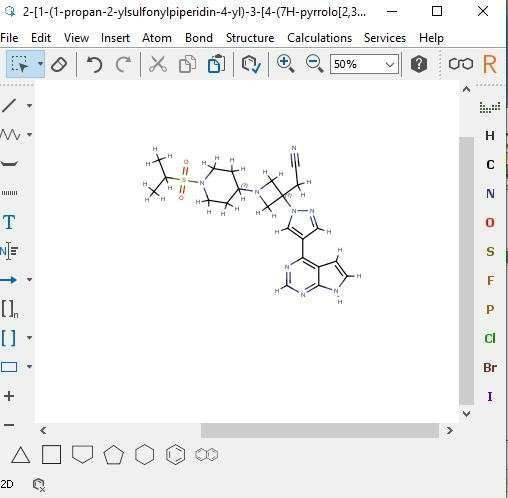 2-[1-(1-propan-2-ylsulfonylpiperidin-4-yl)-3-[4-(7H-pyrrolo[2,3...
File Edit View Insert Atom Bond Structure Calculations Services Help
50%
R
H
C
N
O
S
F
P
Cl
Br
I
T
N
[ ]n
[ ]
H H H H H O S O H H H
H H H H N H H H H H
N H H N H H H H
N N H H
N N H H H N N H
2D